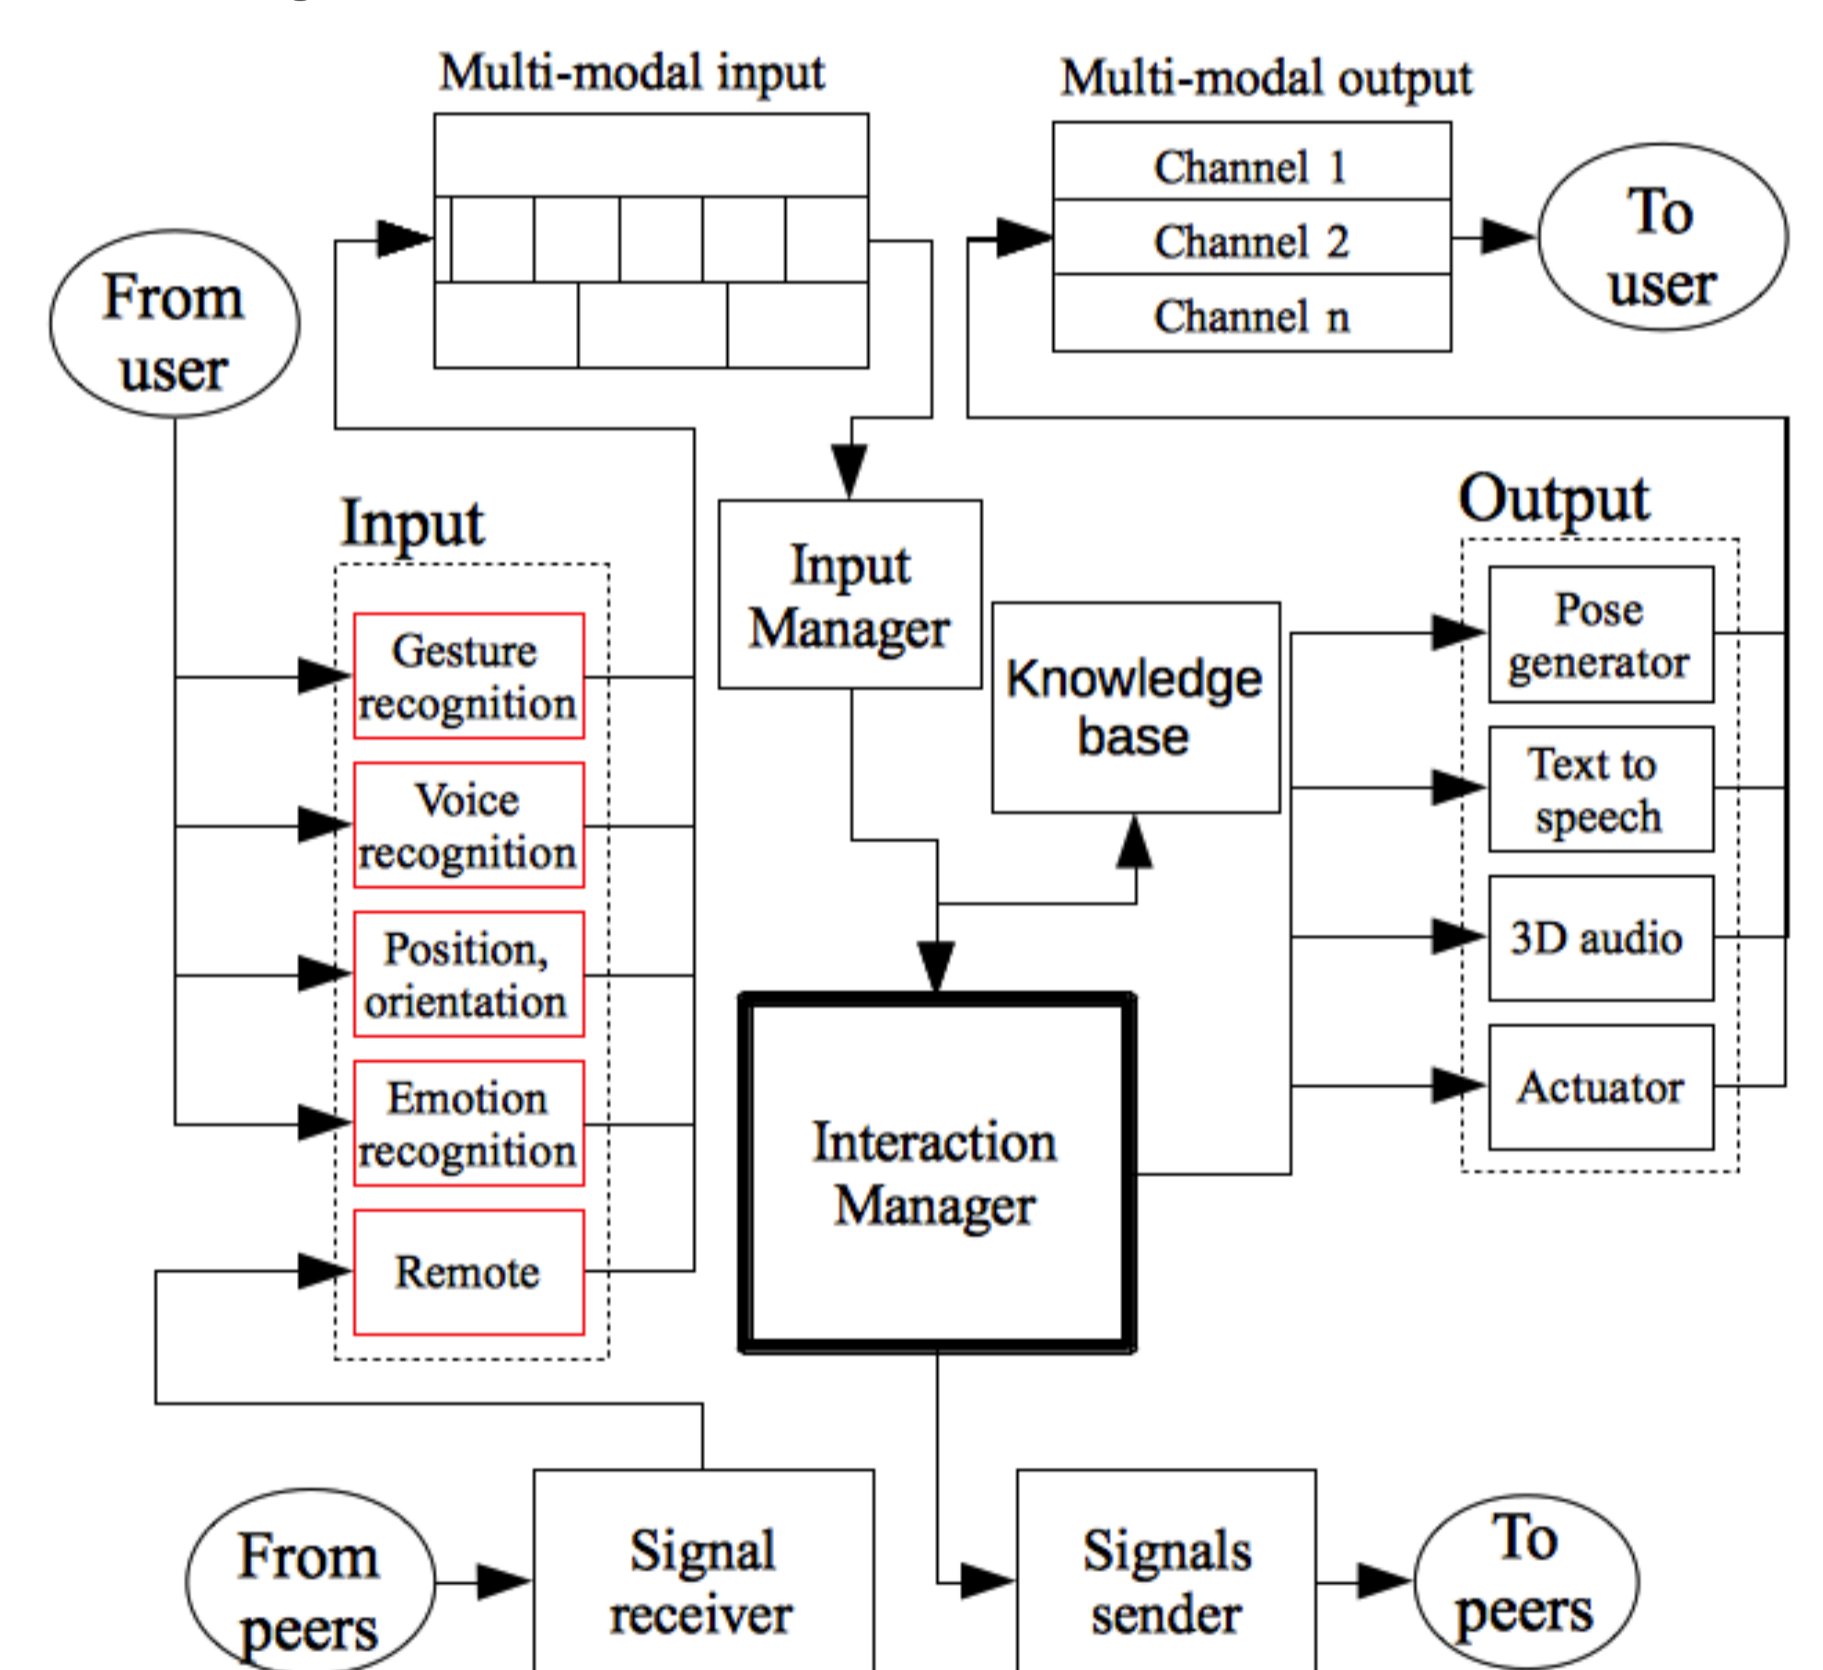 Multi-modal input
Multi-modal output
Channel 1
Channel 2
Channel n
To
user
From
user
Input
Gesture
recognition
Voice
recognition
Position,
orientation
Emotion
recognition
Remote
Input
Manager
Knowledge
base
Interaction
Manager
Output
Pose
generator
Text to
speech
3D audio
Actuator
From
peers
Signal
receiver
Signals
sender
To
peers